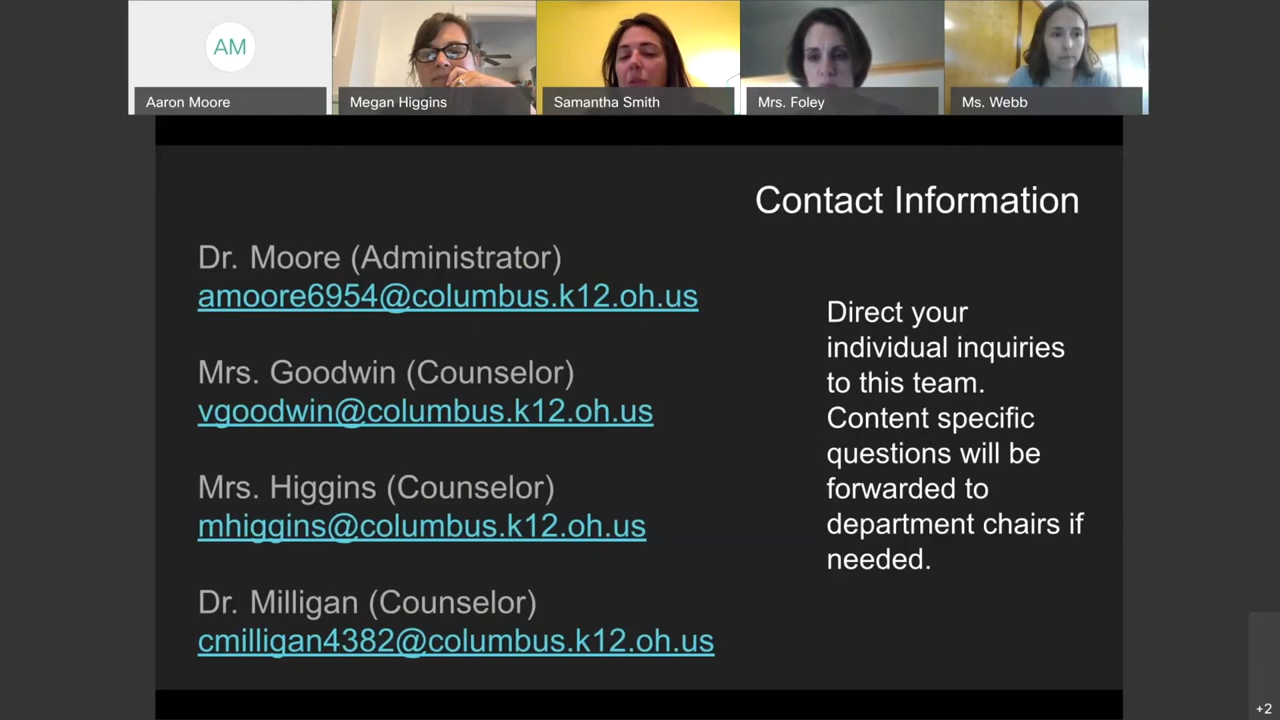 AM
Aaron Moore
Megan Higgins
Samantha Smith
Mrs. Foley
Ms. Webb
Contact Information
Dr. Moore (Administrator)
amoore6954@columbus.k12.oh.us
Mrs. Goodwin (Counselor)
vgoodwin@columbus.k12.oh.us
Mrs. Higgins (Counselor)
mhiggins@columbus.k12.oh.us
Dr. Milligan (Counselor)
cmilligan4382@columbus.k12.oh.us
Direct your
individual inquiries
to this team.
Content specific
questions will be
forwarded to
department chairs if
needed.
+2